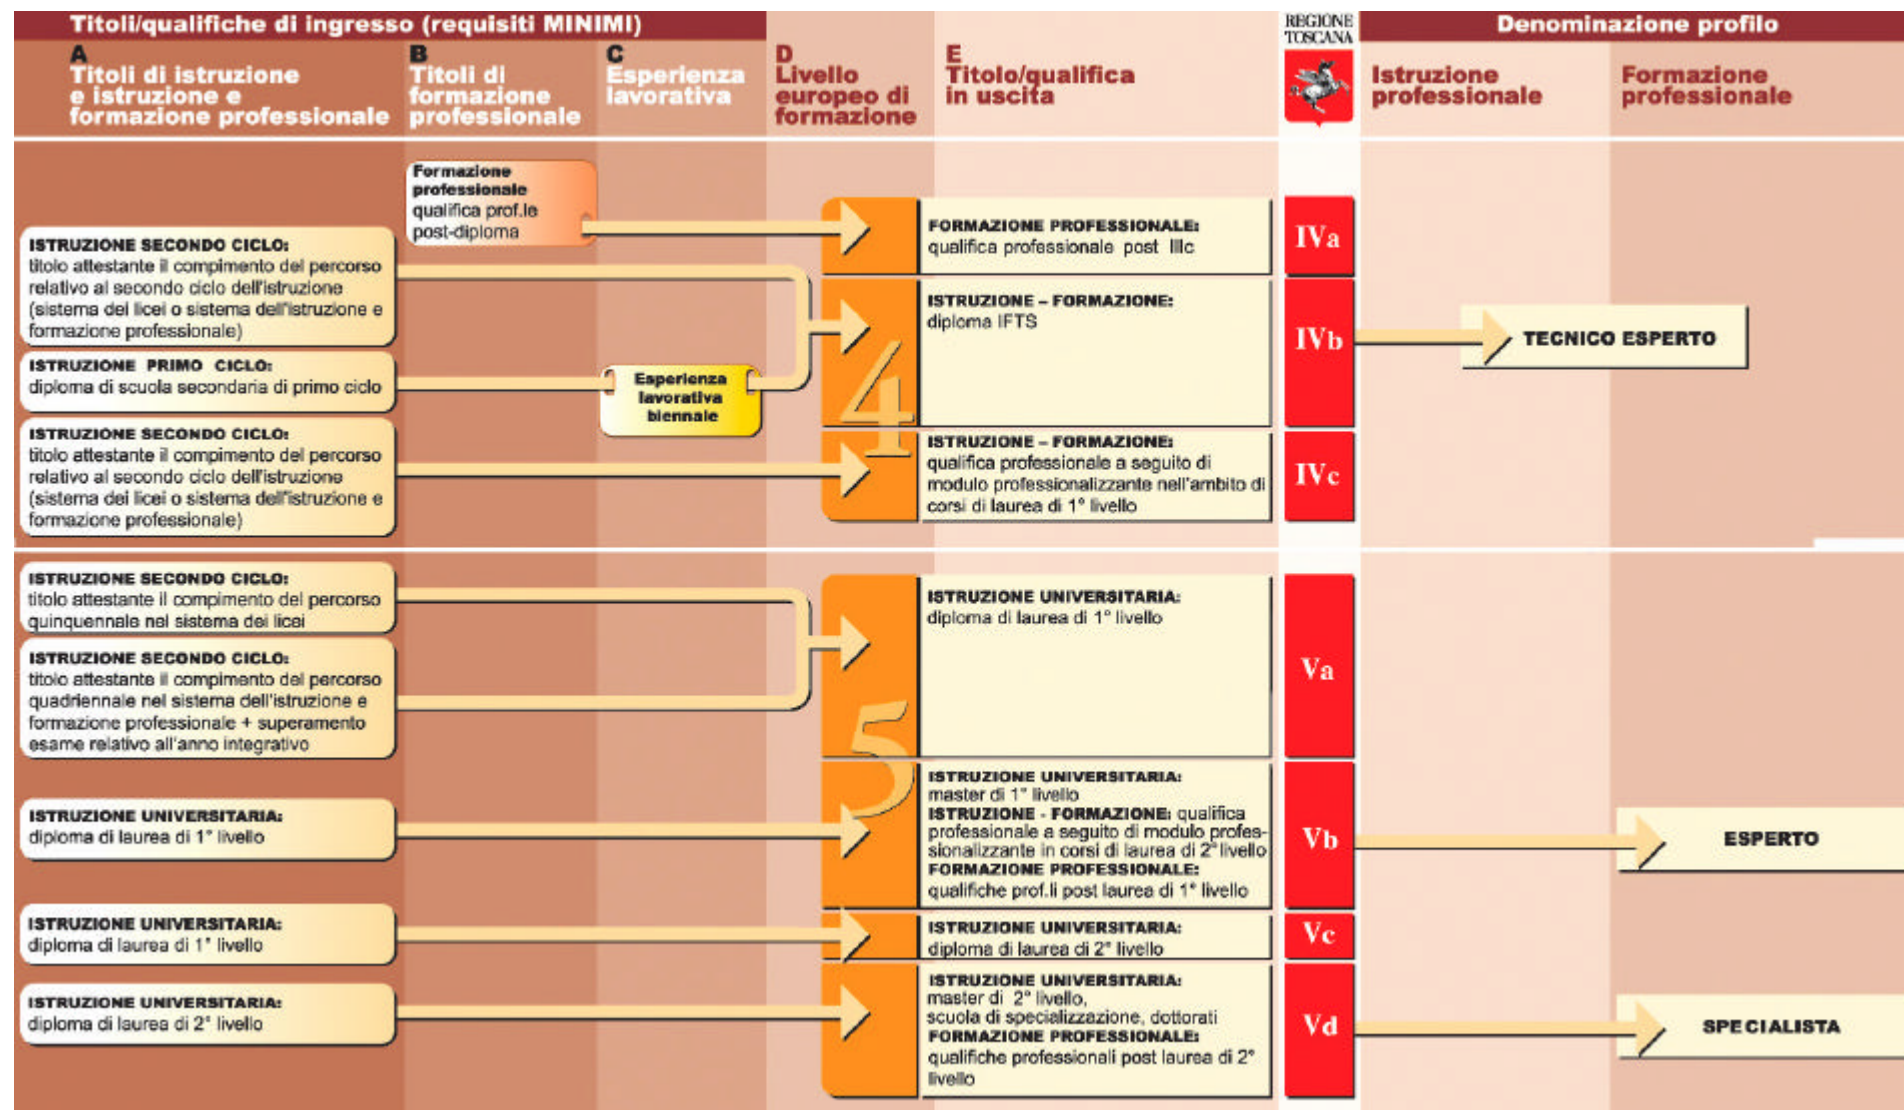 Titoli/qualifiche di ingresso (requisiti MINIMI)
REGIONE
TOSCANA
Denominazione profilo
A
Titoli di istruzione
e istruzione e
formazione professionale
B
Titoli di
formazione
professionale
C
Esperienza
lavorativa
D
Livello
europeo di
formazione
E
Titolo/qualifica
in uscita
Istruzione
professionale
Formazione
professionale
Formazione
professionale
qualifica prof.le
post-diploma
FORMAZIONE PROFESSIONALE:
qualifica professionale post IIIc
IVa
ISTRUZIONE SECONDO CICLO:
titolo attestante il compimento del percorso
relativo al secondo ciclo dell'istruzione
(sistema dei licei o sistema dell'istruzione e
formazione professionale)
ISTRUZIONE PRIMO CICLO:
diploma di scuola secondaria di primo ciclo
Esperienza
lavorativa
biennale
4
ISTRUZIONE – FORMAZIONE:
diploma IFTS
IVb
TECNICO ESPERTO
ISTRUZIONE SECONDO CICLO:
titolo attestante il compimento del percorso
relativo al secondo ciclo dell'istruzione
(sistema dei licei o sistema dell'istruzione e
formazione professionale)
ISTRUZIONE – FORMAZIONE:
qualifica professionale a seguito di
modulo professionalizzante nell'ambito di
corsi di laurea di 1° livello
IVc
ISTRUZIONE SECONDO CICLO:
titolo attestante il compimento del percorso
quinquennale nel sistema dei licei
ISTRUZIONE SECONDO CICLO:
titolo attestante il compimento del percorso
quadriennale nel sistema dell'istruzione e
formazione professionale + superamento
esame relativo all'anno integrativo
5
ISTRUZIONE UNIVERSITARIA:
diploma di laurea di 1° livello
Va
ISTRUZIONE UNIVERSITARIA:
diploma di laurea di 1° livello
ISTRUZIONE UNIVERSITARIA:
master di 1° livello
ISTRUZIONE - FORMAZIONE: qualifica
professionale a seguito di modulo profes-
sionalizzante in corsi di laurea di 2°livello
FORMAZIONE PROFESSIONALE:
qualifiche prof.li post laurea di 1° livello
Vb
ESPERTO
ISTRUZIONE UNIVERSITARIA:
diploma di laurea di 1° livello
ISTRUZIONE UNIVERSITARIA:
diploma di laurea di 2° livello
Vc
ISTRUZIONE UNIVERSITARIA:
diploma di laurea di 2° livello
ISTRUZIONE UNIVERSITARIA:
master di 2° livello,
scuola di specializzazione, dottorati
FORMAZIONE PROFESSIONALE:
qualifiche professionali post laurea di 2°
livello
Vd
SPECIALISTA